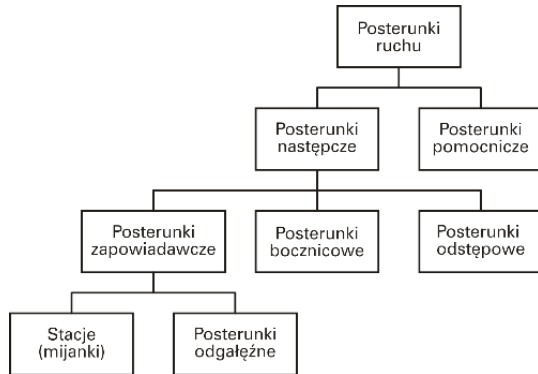 Posterunki
ruchu
Posterunki
następcze
Posterunki
pomocnicze
Posterunki
zapowiadawcze
Posterunki
bocznicowe
Posterunki
odstępowe
Stacje
(mijanki)
Posterunki
odgałęźne